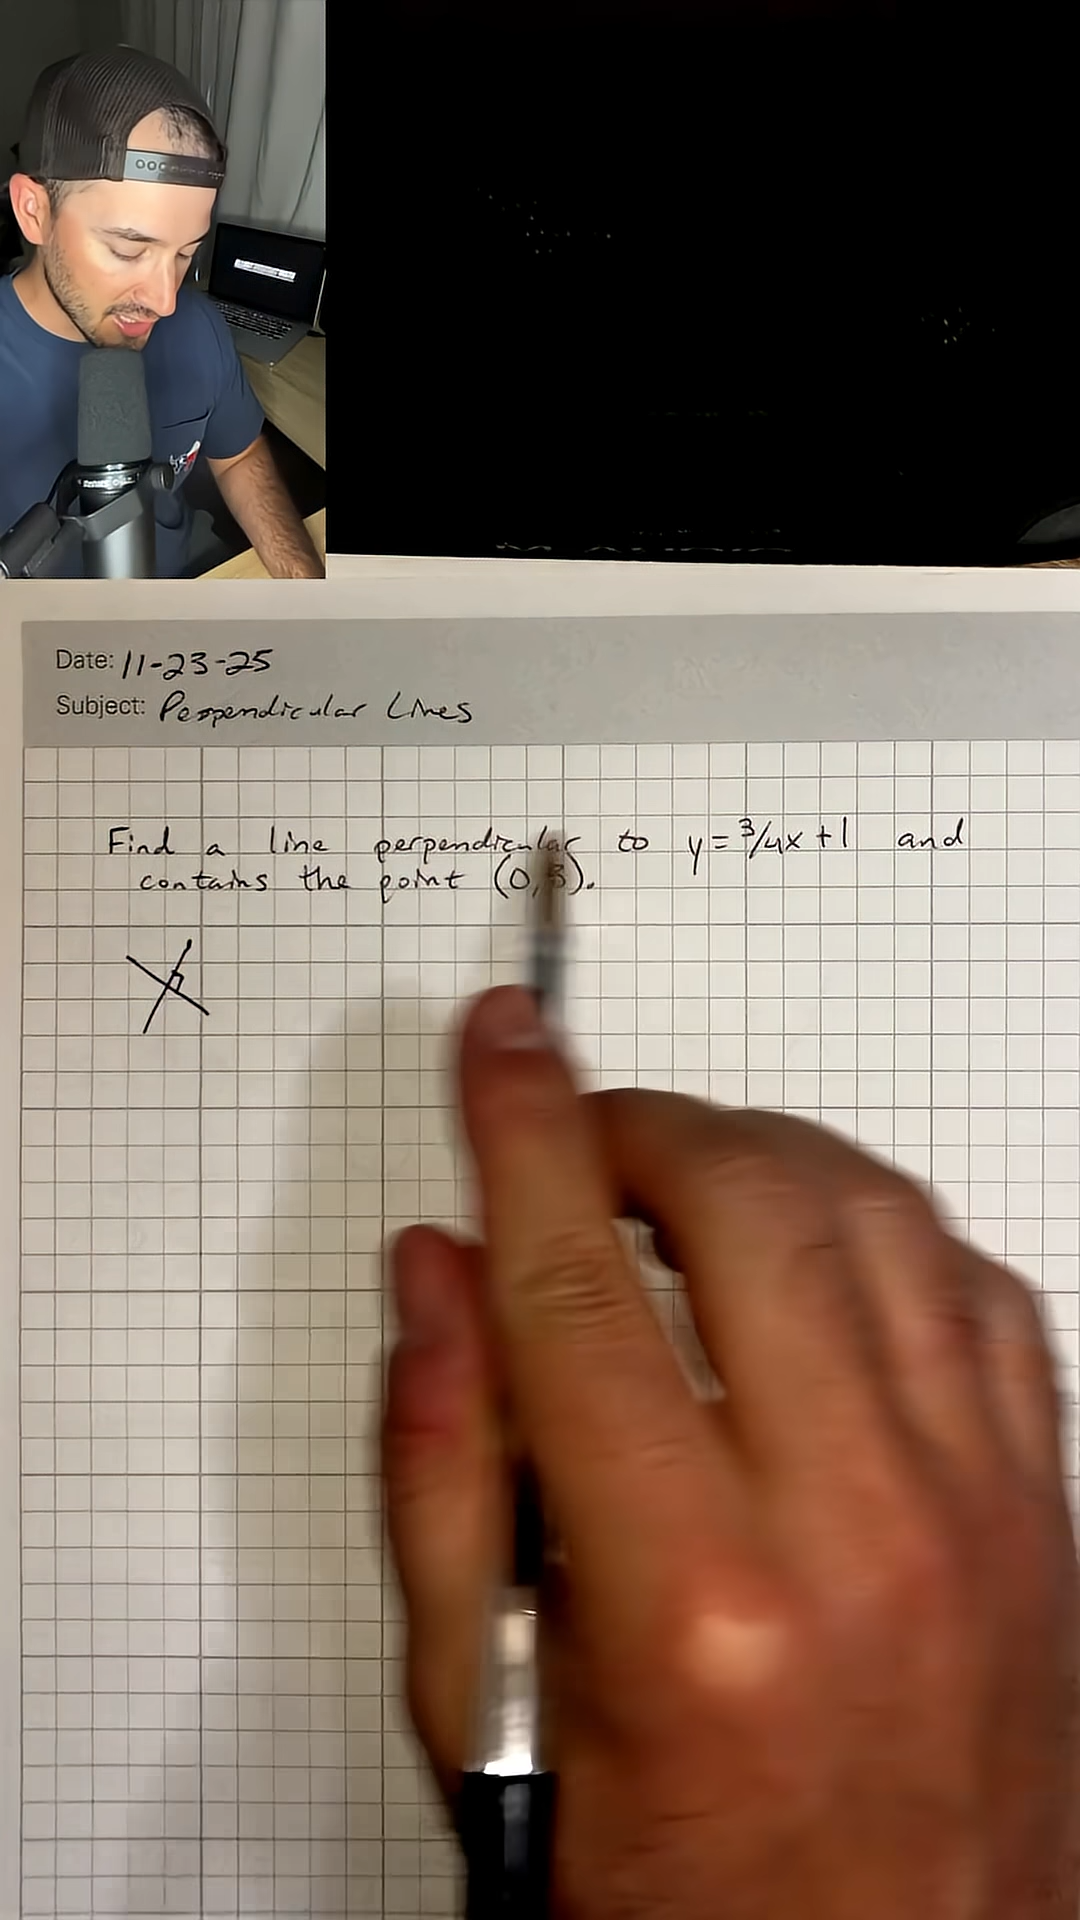 Date: 11-23-25
Subject: Perpendicular Lines
Find a line perpendicular to y = 3/4x + 1 and
contains the point (0,3).